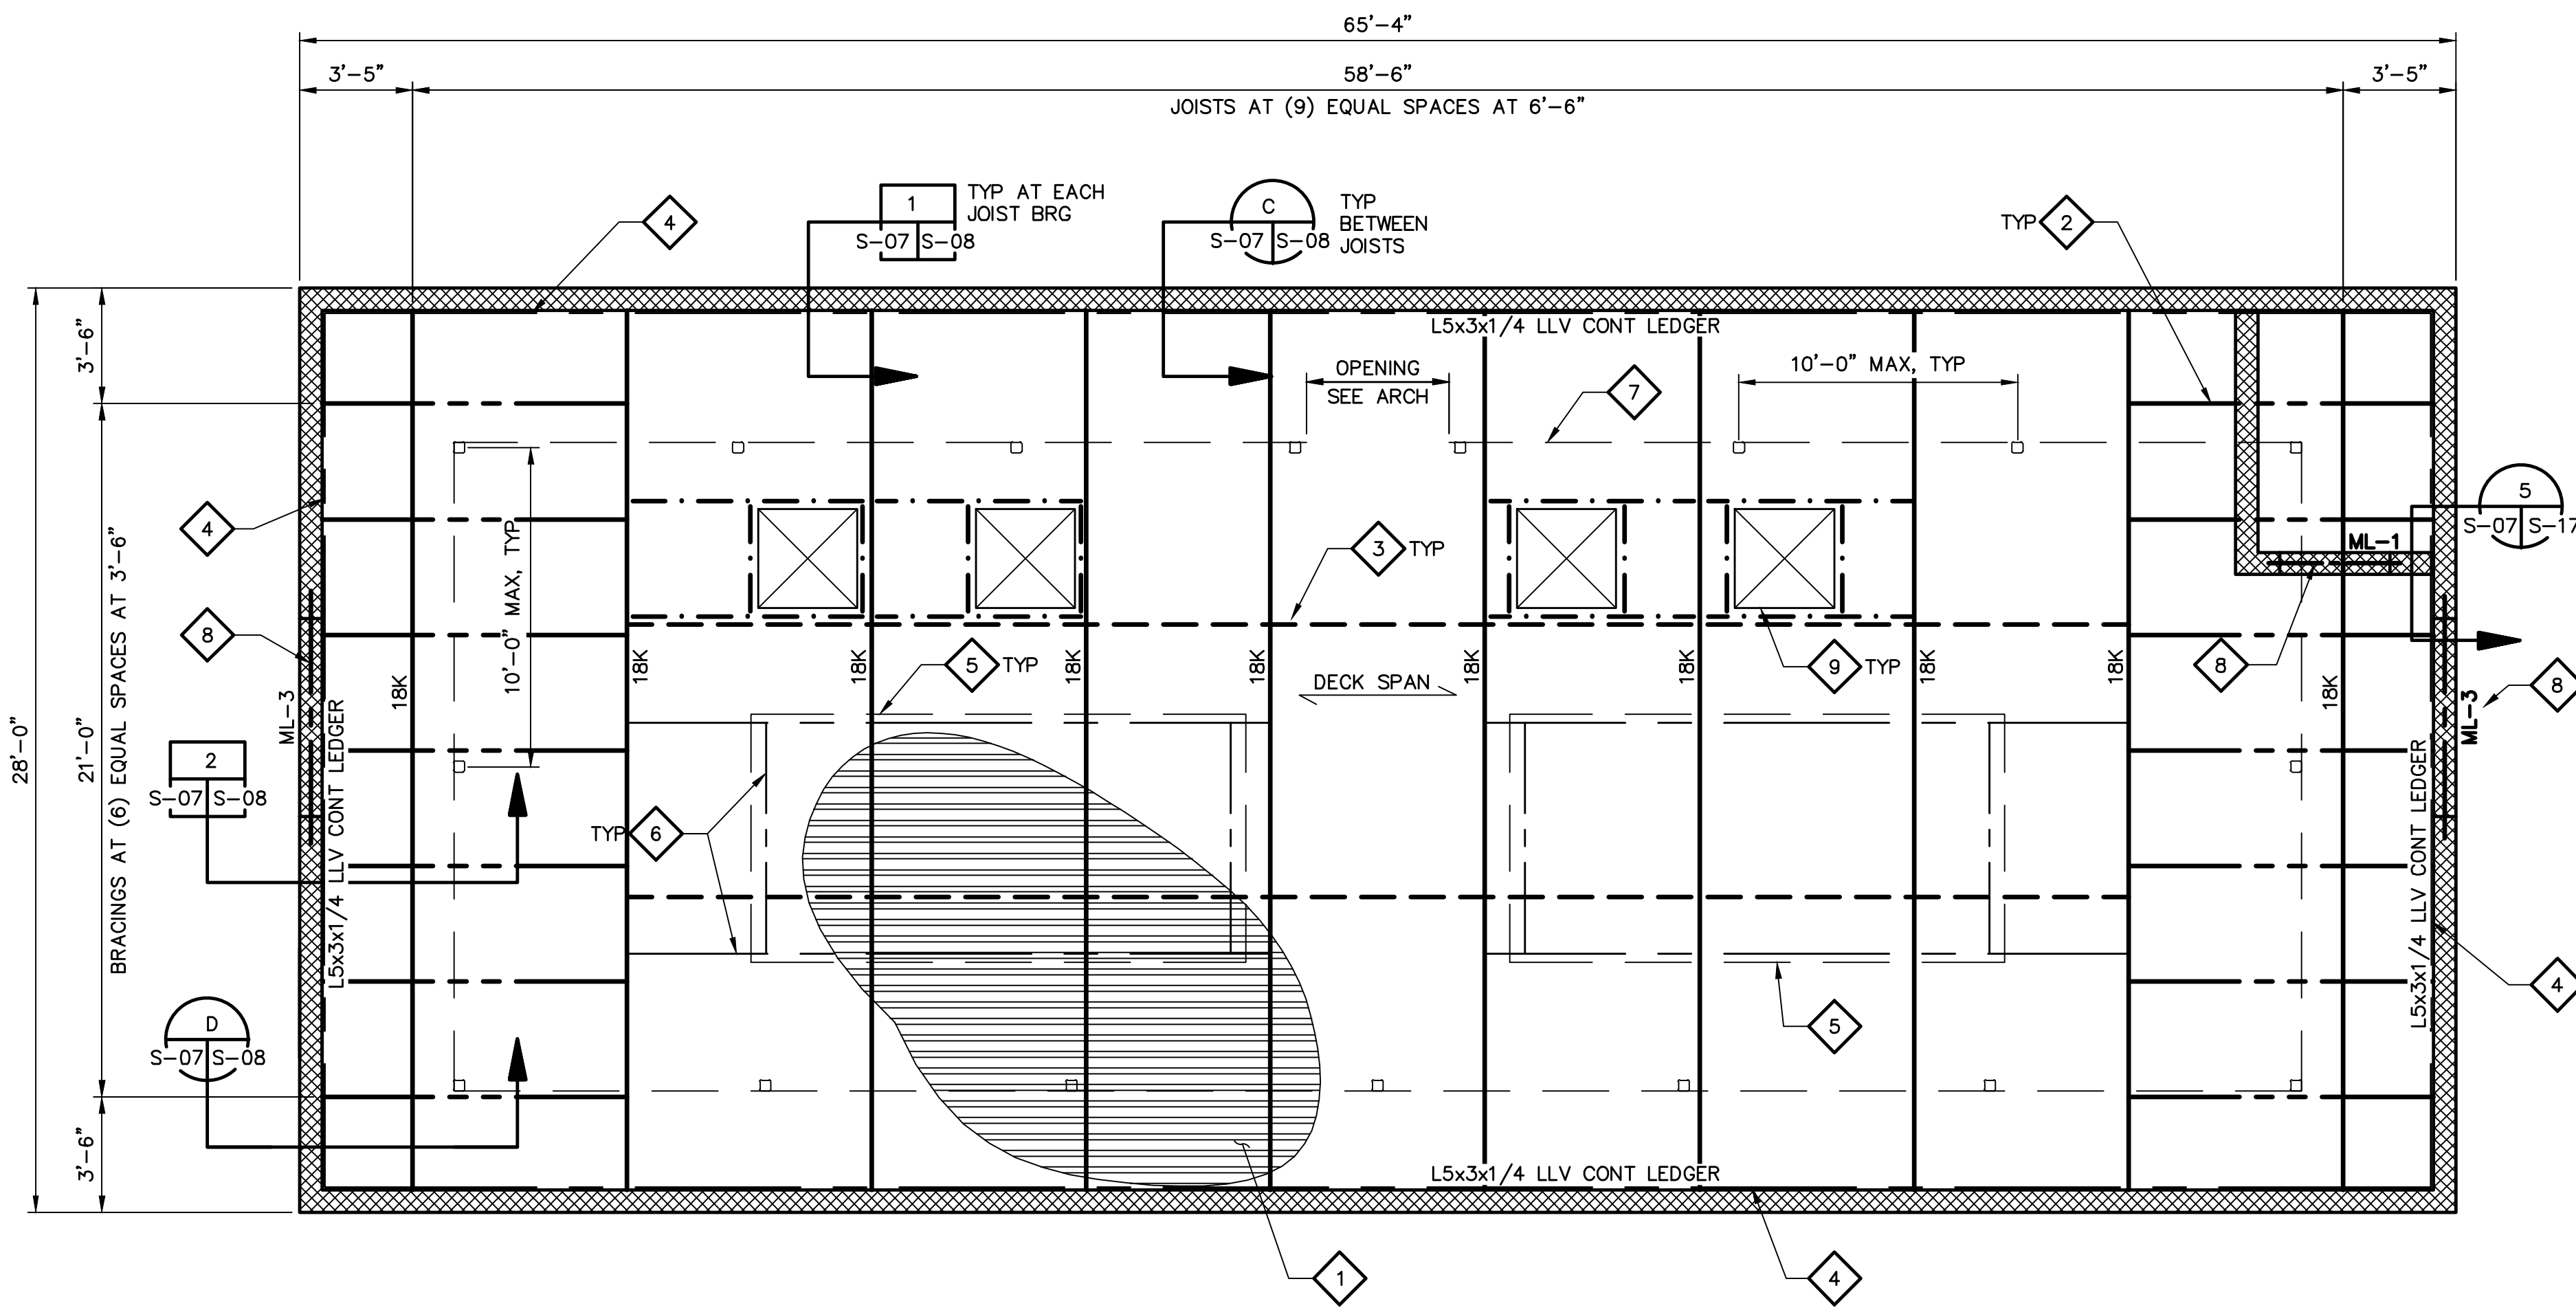 65'-4"
3'-5"
58'-6"
3'-5"
JOISTS AT (9) EQUAL SPACES AT 6'-6"
4
1
S-07 S-08
TYP AT EACH
JOIST BRG
C
S-07 S-08
TYP
BETWEEN
JOISTS
TYP 2
L5x3x1/4 LLV CONT LEDGER
3'-6"
OPENING
SEE ARCH
7
10'-0" MAX, TYP
4
10'-0" MAX, TYP
3 TYP
ML-1
5
S-07 S-17
BRACINGS AT (6) EQUAL SPACES AT 3'-6"
21'-0"
28'-0"
8
ML-3
18K
18K
18K
18K
18K
18K
18K
18K
18K
18K
5 TYP
DECK SPAN
9 TYP
8
8
ML-3
2
S-07 S-08
L5x3x1/4 LLV CONT LEDGER
TYP 6
L5x3x1/4 LLV CONT LEDGER
4
D
S-07 S-08
5
3'-6"
L5x3x1/4 LLV CONT LEDGER
1
4